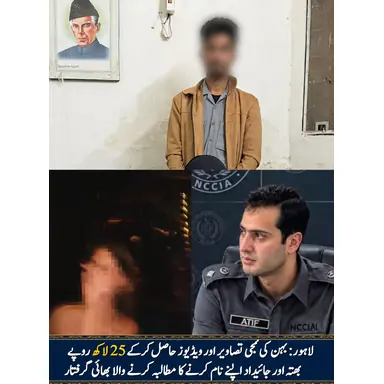 NCCIA
ATIF
NCCIA
لاہور: بہن کی نجی تصاویر اور ویڈیوز حاصل کر کے 25 لاکھ روپے
بھتہ اور جائیداد اپنے نام کرنے کا مطالبہ کرنے والا بھائی گرفتار